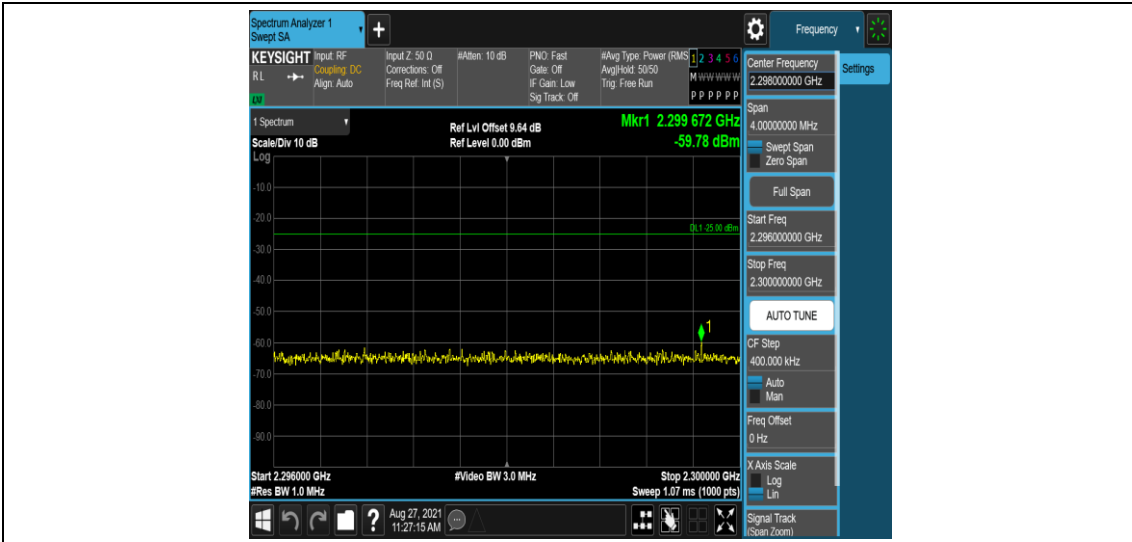 Spectrum Analyzer 1
Swept SA
+
Frequency
KEYSIGHT
RL
LXI
Input: RF
Coupling: DC
Align: Auto
Input Z: 50 Ω
Corrections: Off
Freq Ref: Int (S)
#Atten: 10 dB
PNO: Fast
Gate: Off
IF Gain: Low
Sig Track: Off
#Avg Type: Power (RMS
Avg|Hold: 50/50
Trig: Free Run
1 2 3 4 5 6
M W W W W W
P P P P P P
1 Spectrum
Scale/Div 10 dB
Log
Ref Lvl Offset 9.64 dB
Ref Level 0.00 dBm
Mkr1 2.299 672 GHz
-59.78 dBm
-10.0
-20.0
DL1 -25.00 dBm
-30.0
-40.0
-50.0
1
-60.0
-70.0
-80.0
-90.0
Start 2.296000 GHz
#Res BW 1.0 MHz
#Video BW 3.0 MHz
Stop 2.300000 GHz
Sweep 1.07 ms (1000 pts)
Center Frequency
2.298000000 GHz
Settings
Span
4.00000000 MHz
Swept Span
Zero Span
Full Span
Start Freq
2.296000000 GHz
Stop Freq
2.300000000 GHz
AUTO TUNE
CF Step
400.000 kHz
Auto
Man
Freq Offset
0 Hz
X Axis Scale
Log
Lin
Signal Track
(Span Zoom)
?
Aug 27, 2021
11:27:15 AM